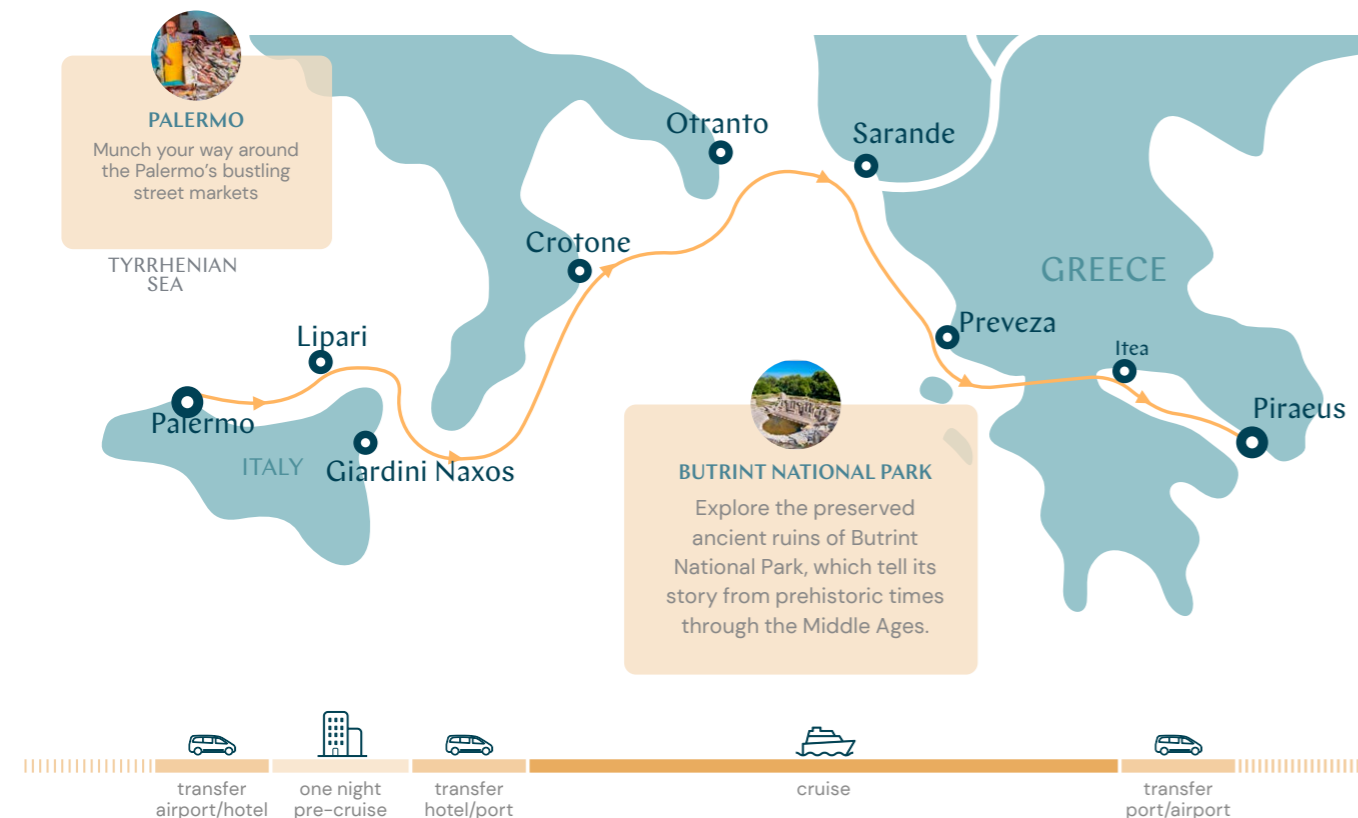 PALERMO
Munch your way around
the Palermo's bustling
street markets
TYRRHENIAN
SEA
Otranto
Sarande
Crotone
GREECE
Lipari
Preveza
Itea
Palermo
Piraeus
ITALY
Giardini Naxos
BUTRINT NATIONAL PARK
Explore the preserved
ancient ruins of Butrint
National Park, which tell its
story from prehistoric times
through the Middle Ages.
transfer
airport/hotel
one night
pre-cruise
transfer
hotel/port
cruise
transfer
port/airport